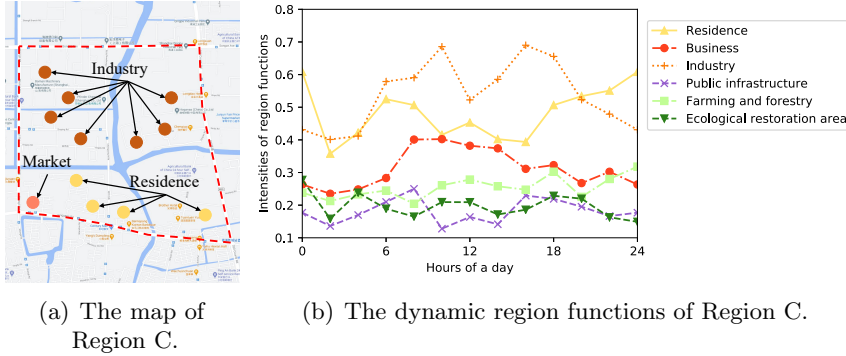 Industry
Market
Residence
(a) The map of
Region C.
Intensities of region functions
0.8
0.7
0.6
0.5
0.4
0.3
0.2
0.1
0
6
12
18
24
Hours of a day
Residence
Business
Industry
Public infrastructure
Farming and forestry
Ecological restoration area
(b) The dynamic region functions of Region C.